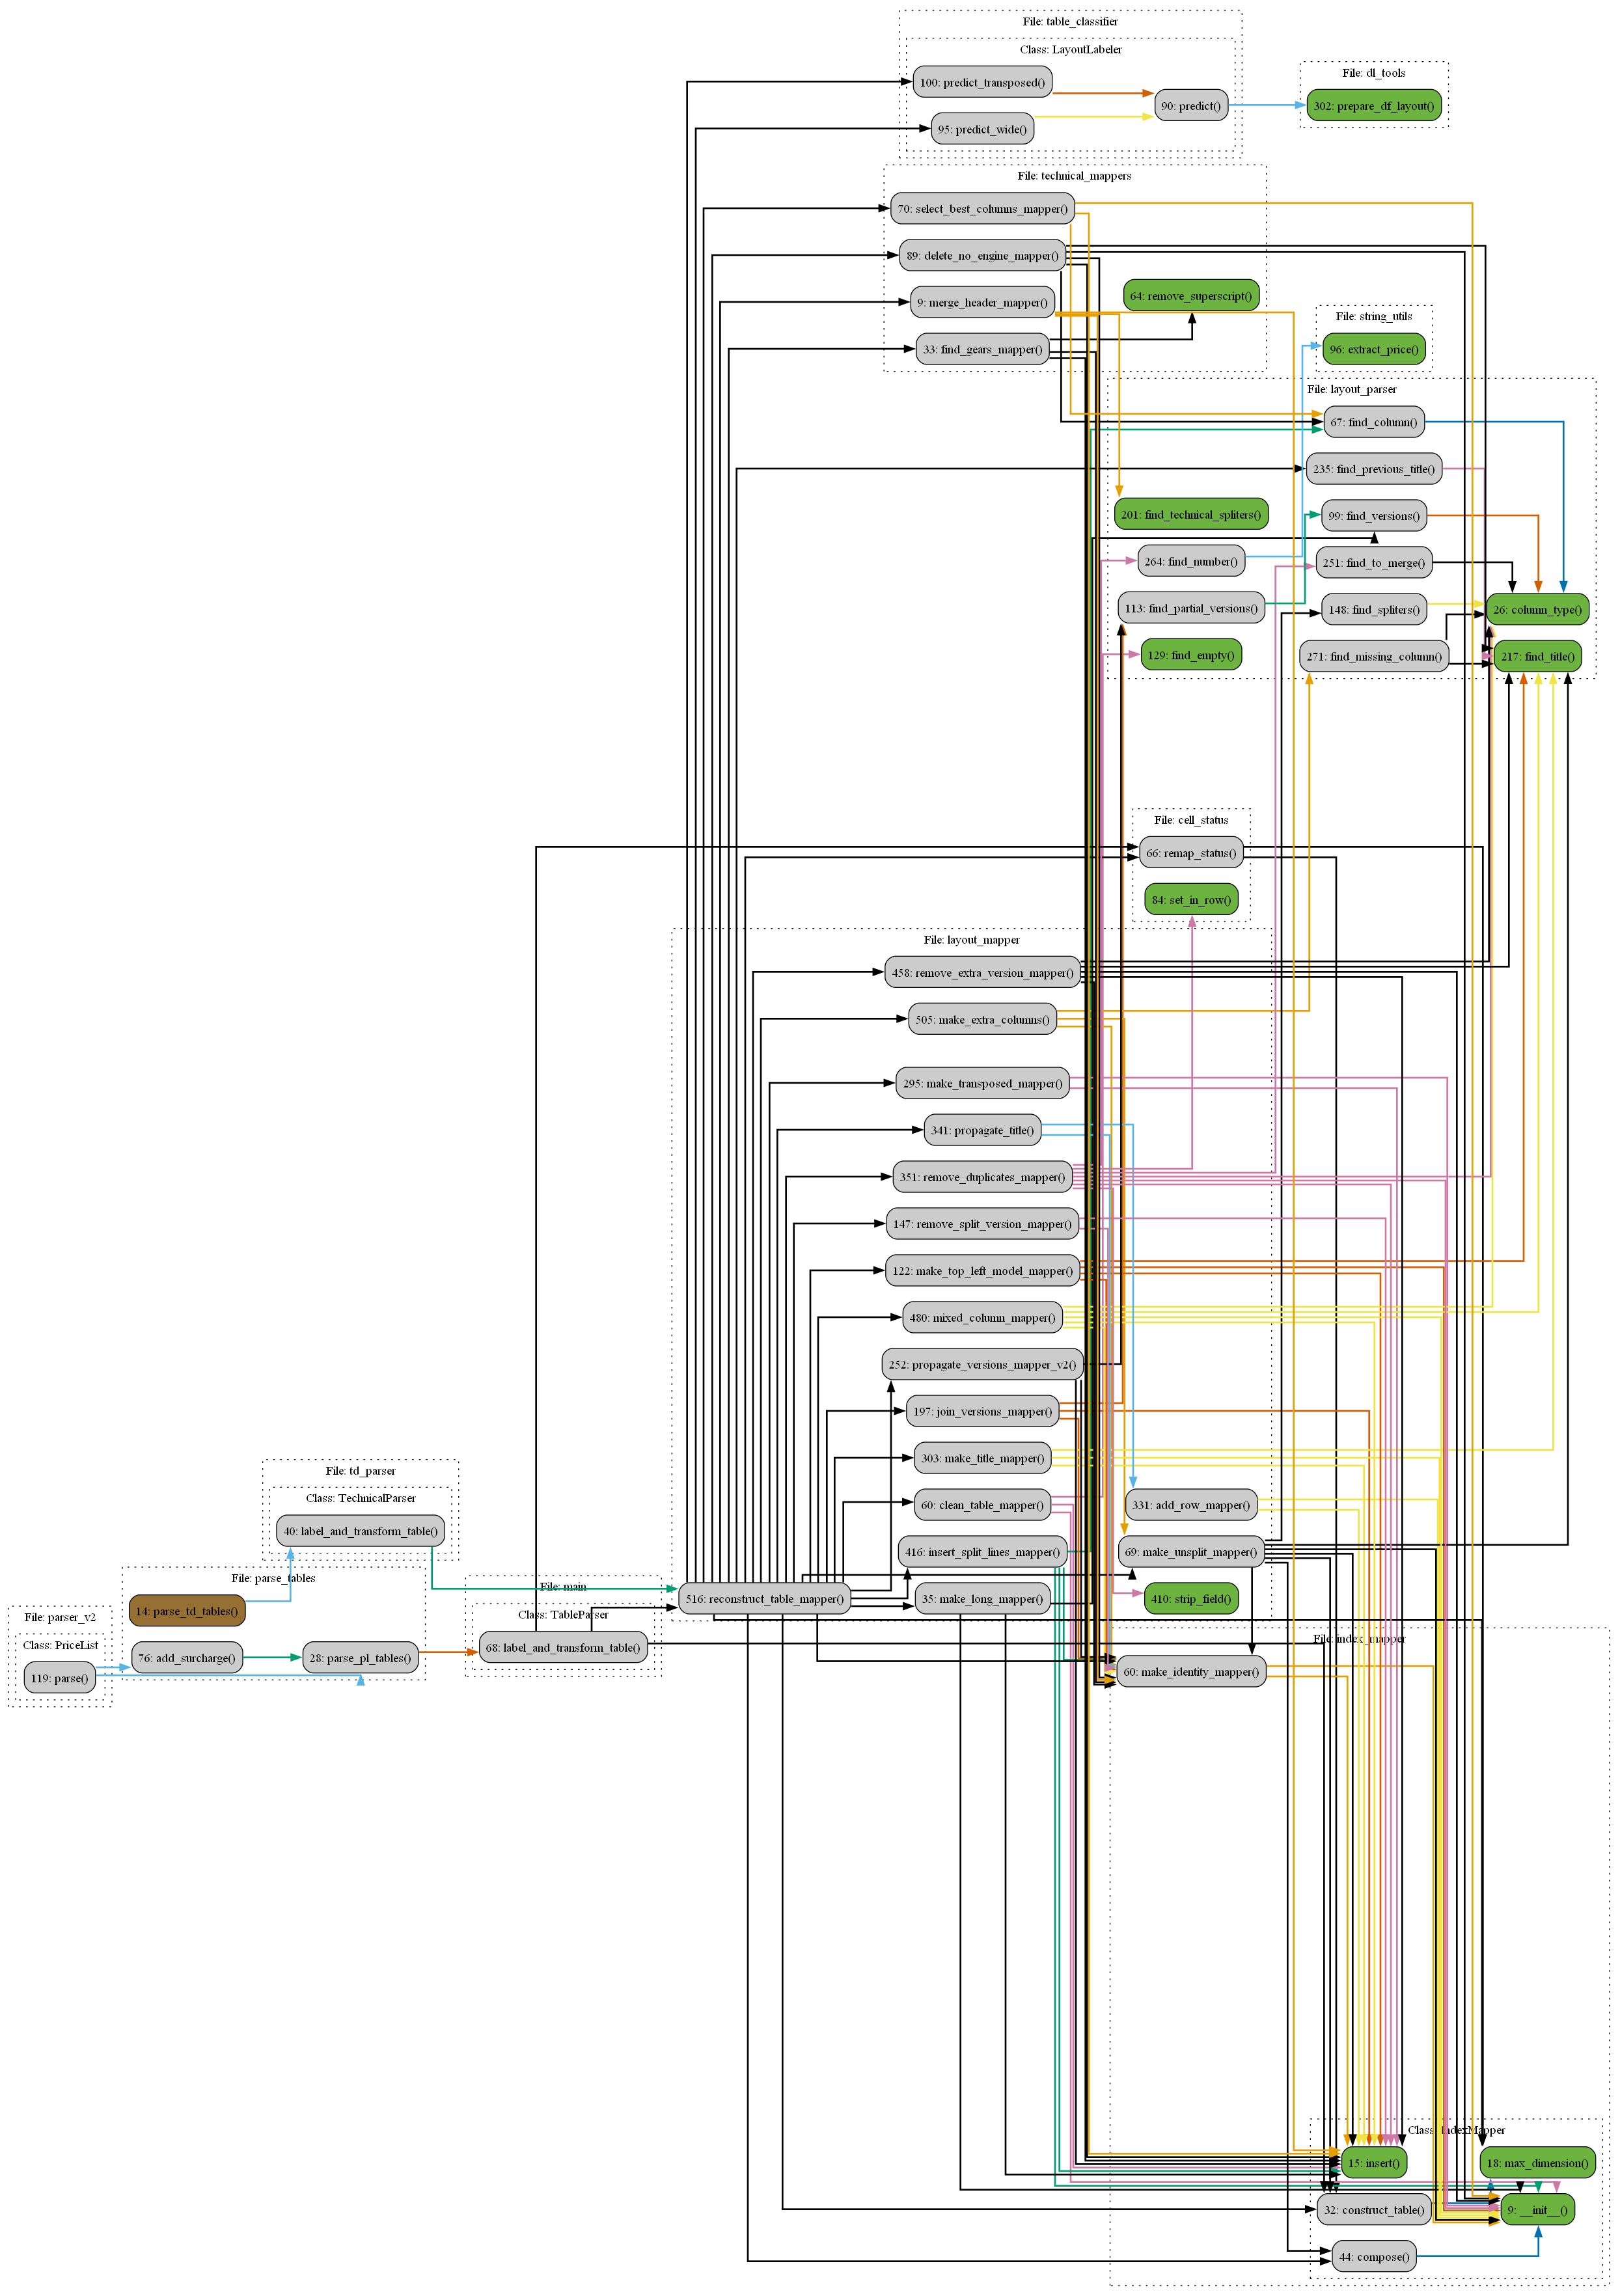 File: table_classifier
Class: LayoutLabeler
100: predict_transposed()
90: predict()
95: predict_wide()
File: dl_tools
302: prepare_df_layout()
File: technical_mappers
70: select_best_columns_mapper()
89: delete_no_engine_mapper()
9: merge_header_mapper()
64: remove_superscript()
33: find_gears_mapper()
File: string_utils
96: extract_price()
File: layout_parser
67: find_column()
235: find_previous_title()
201: find_technical_spliters()
99: find_versions()
264: find_number()
251: find_to_merge()
113: find_partial_versions()
148: find_spliters()
26: column_type()
129: find_empty()
271: find_missing_column()
217: find_title()
File: cell_status
66: remap_status()
84: set_in_row()
File: layout_mapper
458: remove_extra_version_mapper()
505: make_extra_columns()
295: make_transposed_mapper()
341: propagate_title()
351: remove_duplicates_mapper()
147: remove_split_version_mapper()
122: make_top_left_model_mapper()
480: mixed_column_mapper()
252: propagate_versions_mapper_v2()
197: join_versions_mapper()
303: make_title_mapper()
60: clean_table_mapper()
331: add_row_mapper()
416: insert_split_lines_mapper()
69: make_unsplit_mapper()
516: reconstruct_table_mapper()
35: make_long_mapper()
410: strip_field()
File: td_parser
Class: TechnicalParser
40: label_and_transform_table()
File: parse_tables
14: parse_td_tables()
76: add_surcharge()
28: parse_pl_tables()
File: main
Class: TableParser
68: label_and_transform_table()
File: parser_v2
Class: PriceList
119: parse()
File: index_mapper
60: make_identity_mapper()
Class: IndexMapper
15: insert()
18: max_dimension()
32: construct_table()
9: __init__()
44: compose()